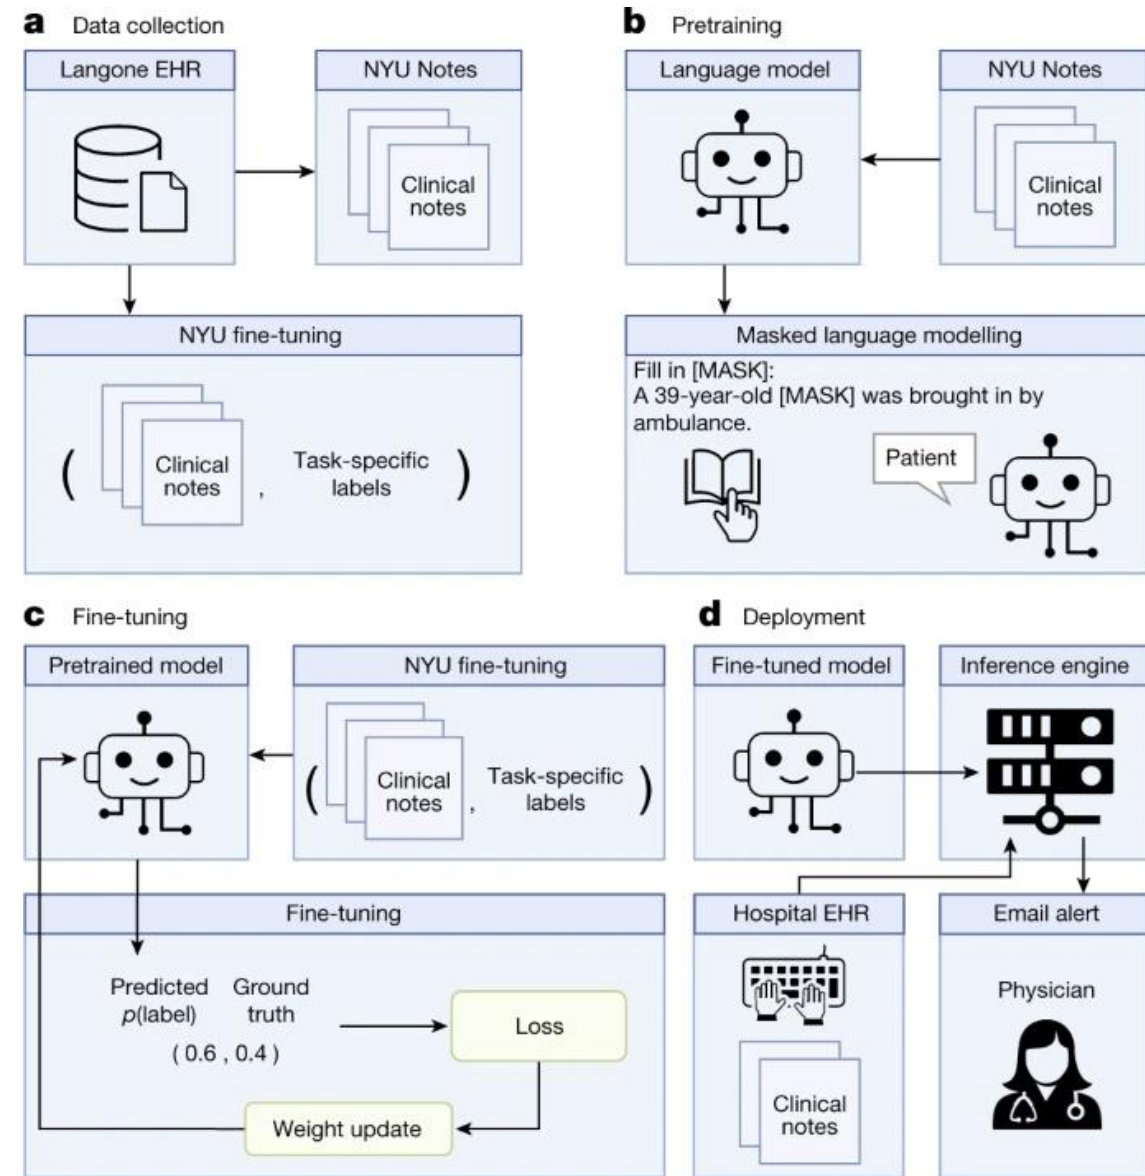 a Data collection
Langone EHR
NYU Notes
Clinical
notes
NYU fine-tuning
(
Clinical
notes
,
Task-specific
labels
)
b Pretraining
Language model
NYU Notes
Clinical
notes
Masked language modelling
Fill in [MASK]:
A 39-year-old [MASK] was brought in by
ambulance.
Patient
c Fine-tuning
Pretrained model
NYU fine-tuning
(
Clinical
notes
,
Task-specific
labels
)
Fine-tuning
Predicted
p(label)
Ground
truth
( 0.6 , 0.4 )
Loss
Weight update
d Deployment
Fine-tuned model
Inference engine
Hospital EHR
Clinical
notes
Email alert
Physician